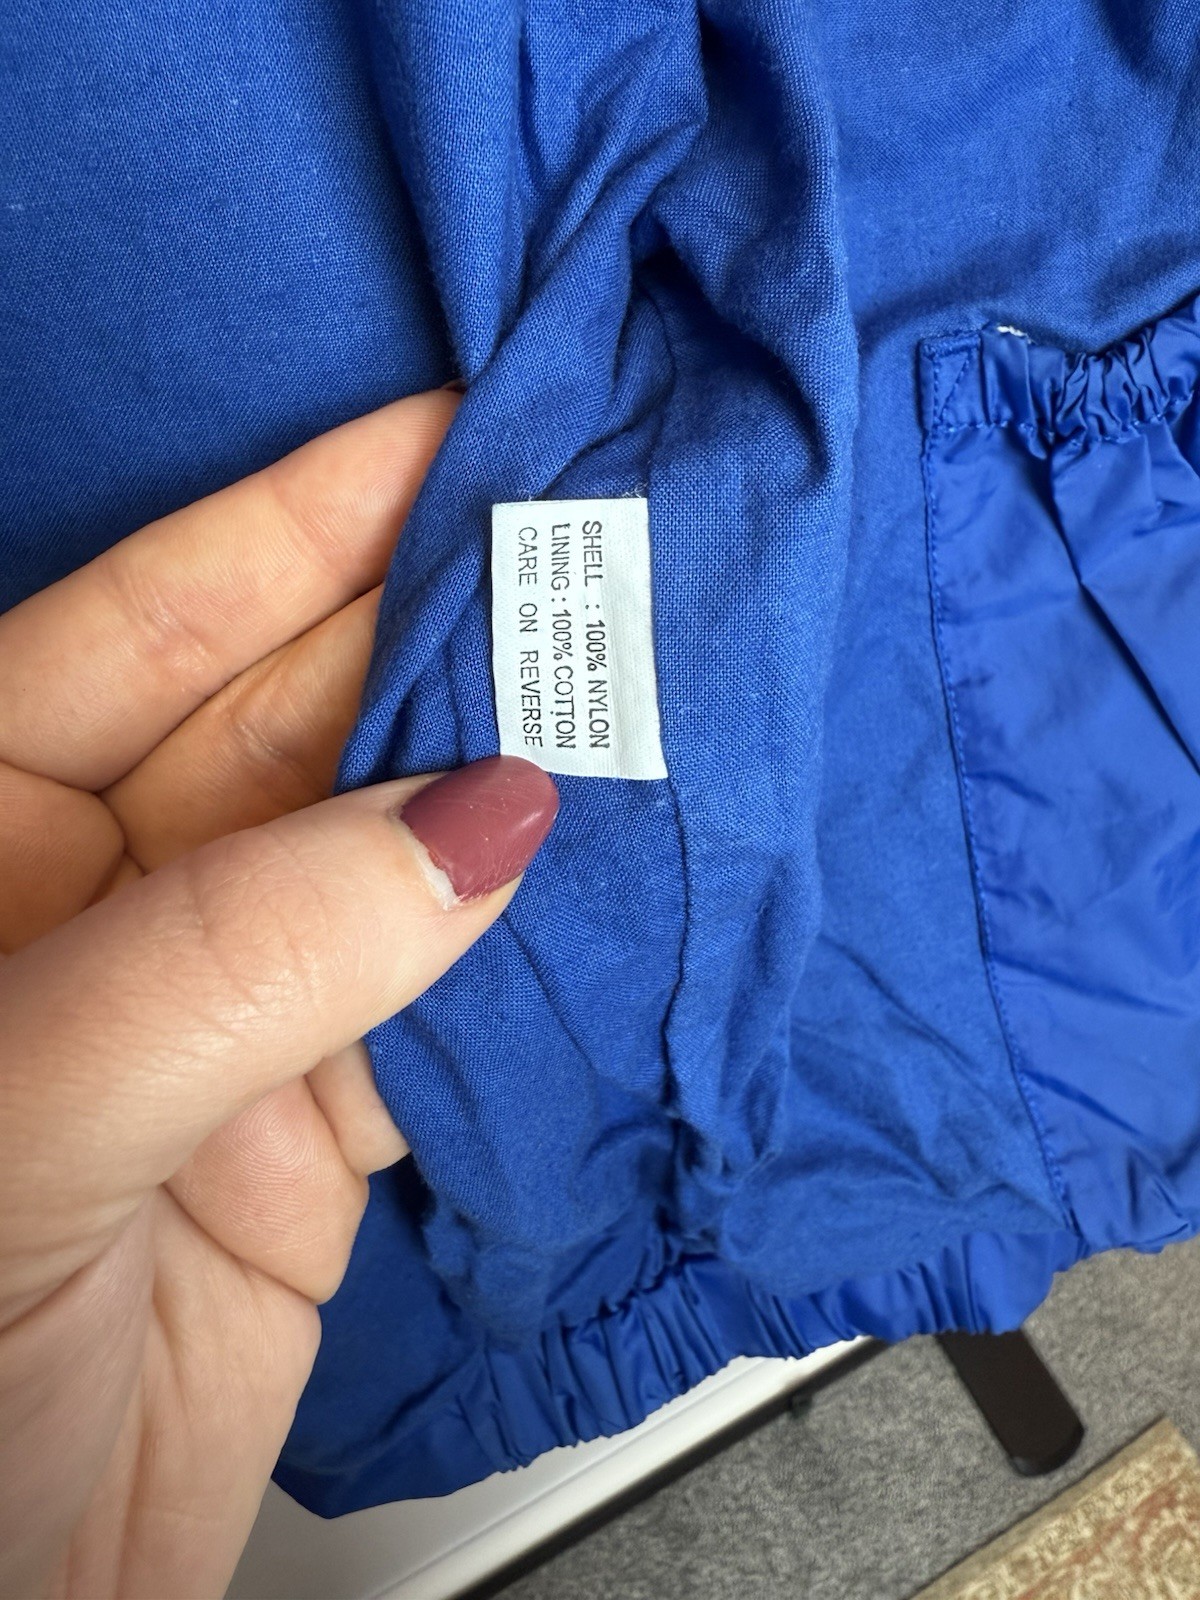 SHELL : 100% NYLON
LINING : 100% COTTON
CARE ON REVERSE